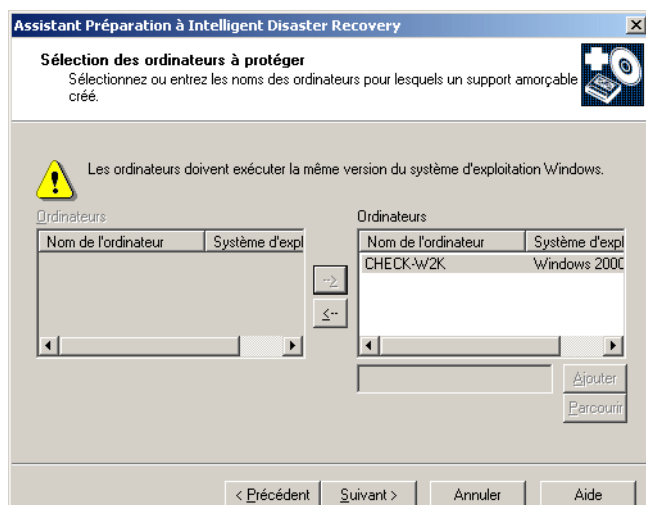 Assistant Préparation à Intelligent Disaster Recovery
Sélection des ordinateurs à protéger
Sélectionnez ou entrez les noms des ordinateurs pour lesquels un support amorçable
créé.
Les ordinateurs doivent exécuter la même version du système d'exploitation Windows.
Ordinateurs
Nom de l'ordinateur Système d'expl
-->
<--
Ordinateurs
Nom de l'ordinateur Système d'expl
CHECK-W2K Windows 2000
Ajouter
Parcourir
< Précédent Suivant > Annuler Aide